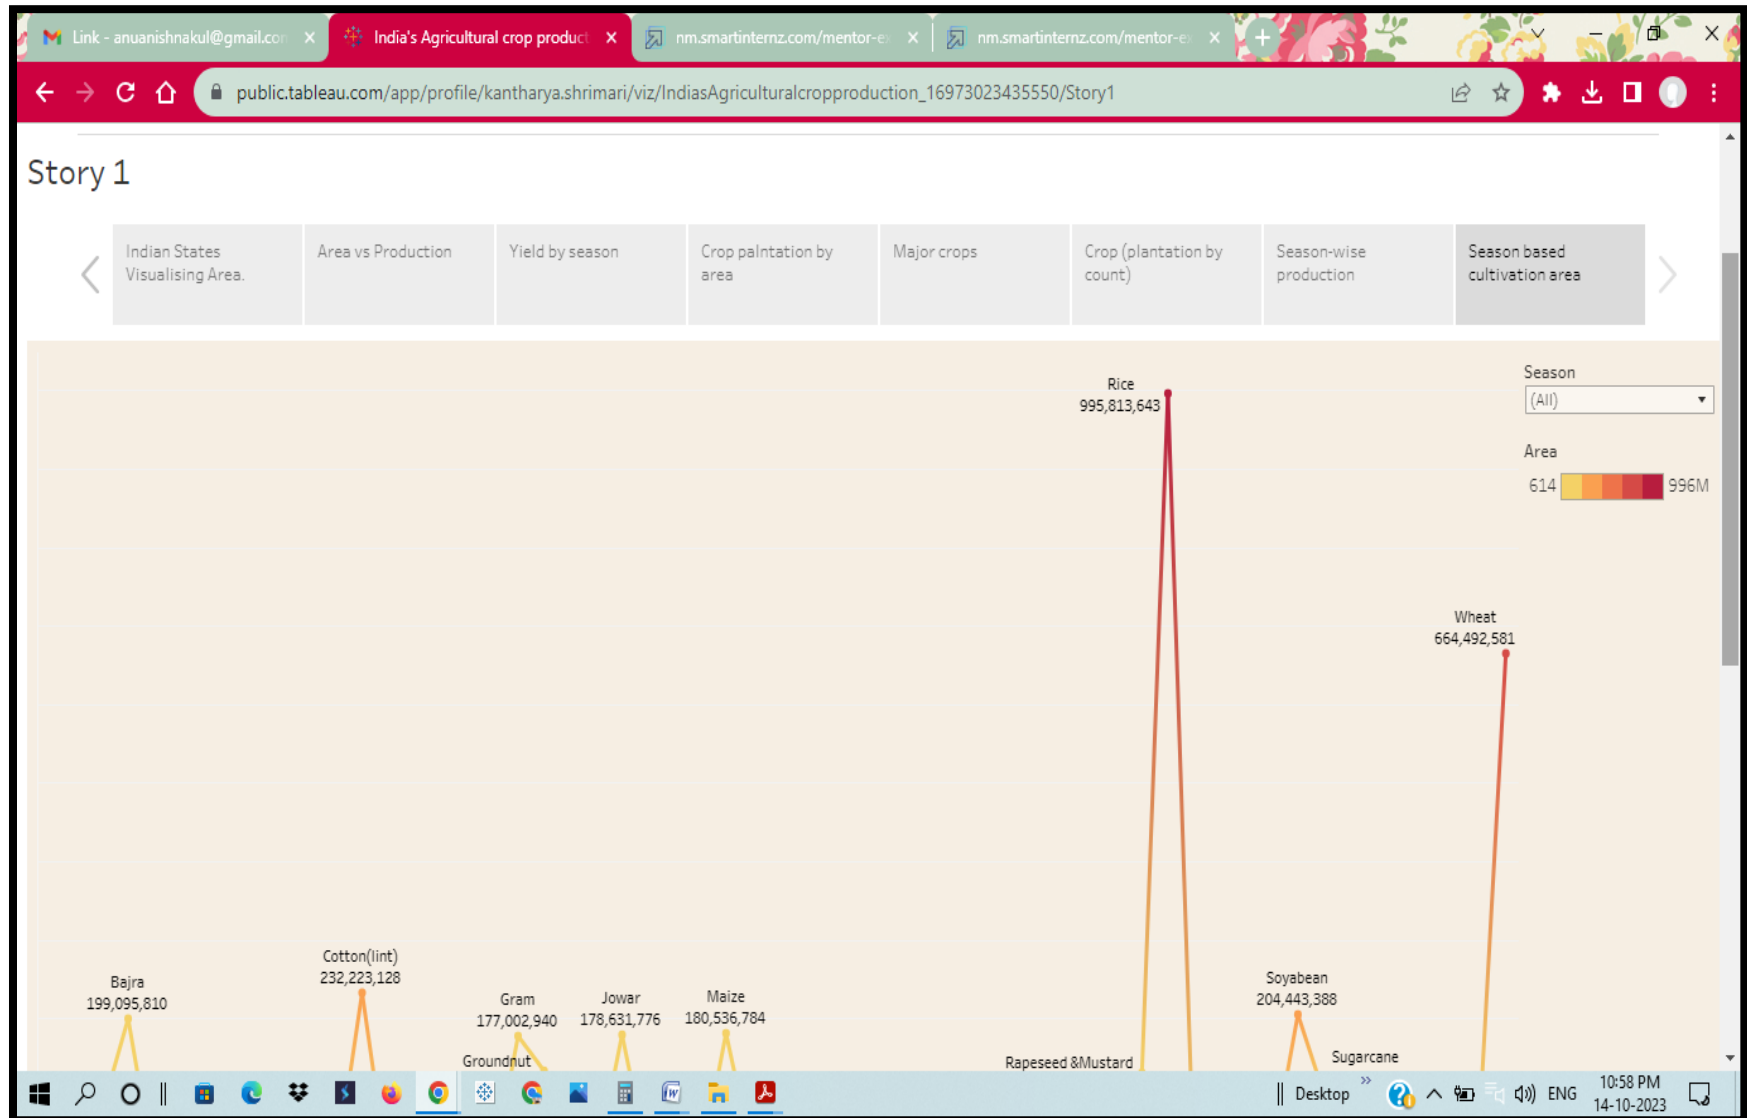 Link - anuanishnakul@gmail.con
India's Agricultural crop product
nm.smartinternz.com/mentor-e
nm.smartinternz.com/mentor-e
public.tableau.com/app/profile/kantharya.shrimari/viz/IndiasAgriculturalcropproduction_16973023435550/Story1
Story 1
Indian States
Visualising Area.
Area vs Production
Yield by season
Crop palntation by
area
Major crops
Crop (plantation by
count)
Season-wise
production
Season based
cultivation area
Season
(All)
Area
614 996M
Rice
995,813,643
Wheat
664,492,581
Cotton(lint)
232,223,128
Bajra
199,095,810
Gram
177,002,940
Jowar
178,631,776
Maize
180,536,784
Soyabean
204,443,388
Groundnut
Rapeseed &Mustard
Sugarcane
Desktop
ENG
10:58 PM
14-10-2023